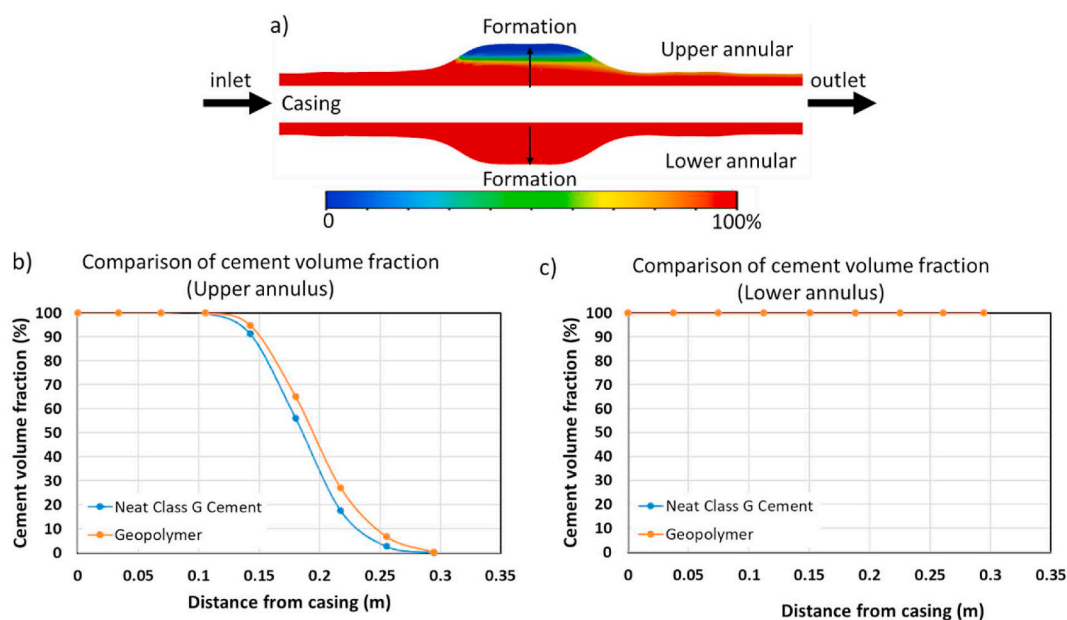 a)
Formation
Upper annular
inlet
outlet
Casing
Lower annular
Formation
0
100%
b)
Comparison of cement volume fraction
(Upper annulus)
Cement volume fraction (%)
100
90
80
70
60
50
40
30
20
10
0
Neat Class G Cement
Geopolymer
0 0.05 0.1 0.15 0.2 0.25 0.3 0.35
Distance from casing (m)
c)
Comparison of cement volume fraction
(Lower annulus)
Cement volume fraction (%)
100
90
80
70
60
50
40
30
20
10
0
Neat Class G Cement
Geopolymer
0 0.05 0.1 0.15 0.2 0.25 0.3 0.35
Distance from casing (m)